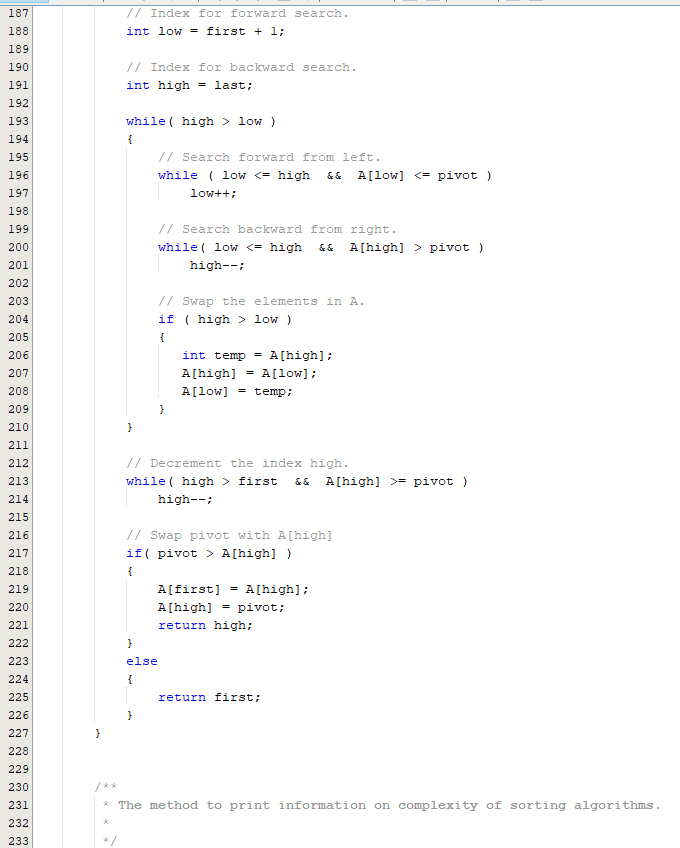 187 // Index for forward search.
188 int low = first + 1;
189
190 // Index for backward search.
191 int high = last;
192
193 while( high > low )
194 {
195 // Search forward from left.
196 while ( low <= high && A[low] <= pivot )
197 low++;
198
199 // Search backward from right.
200 while( low <= high && A[high] > pivot )
201 high--;
202
203 // Swap the elements in A.
204 if ( high > low )
205 {
206 int temp = A[high];
207 A[high] = A[low];
208 A[low] = temp;
209 }
210 }
211
212 // Decrement the index high.
213 while( high > first && A[high] >= pivot )
214 high--;
215
216 // Swap pivot with A[high]
217 if( pivot > A[high] )
218 {
219 A[first] = A[high];
220 A[high] = pivot;
221 return high;
222 }
223 else
224 {
225 return first;
226 }
227 }
228
229
230 /**
231 * The method to print information on complexity of sorting algorithms.
232 *
233 */